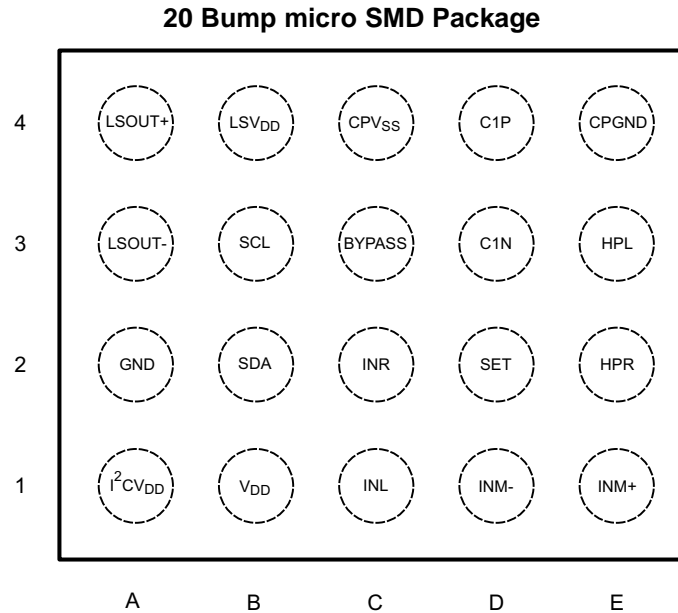 20 Bump micro SMD Package
4 LSOUT+ LSVDD CPVSS C1P CPGND
3 LSOUT- SCL BYPASS C1N HPL
2 GND SDA INR SET HPR
1 I²CVDD VDD INL INM- INM+
A B C D E